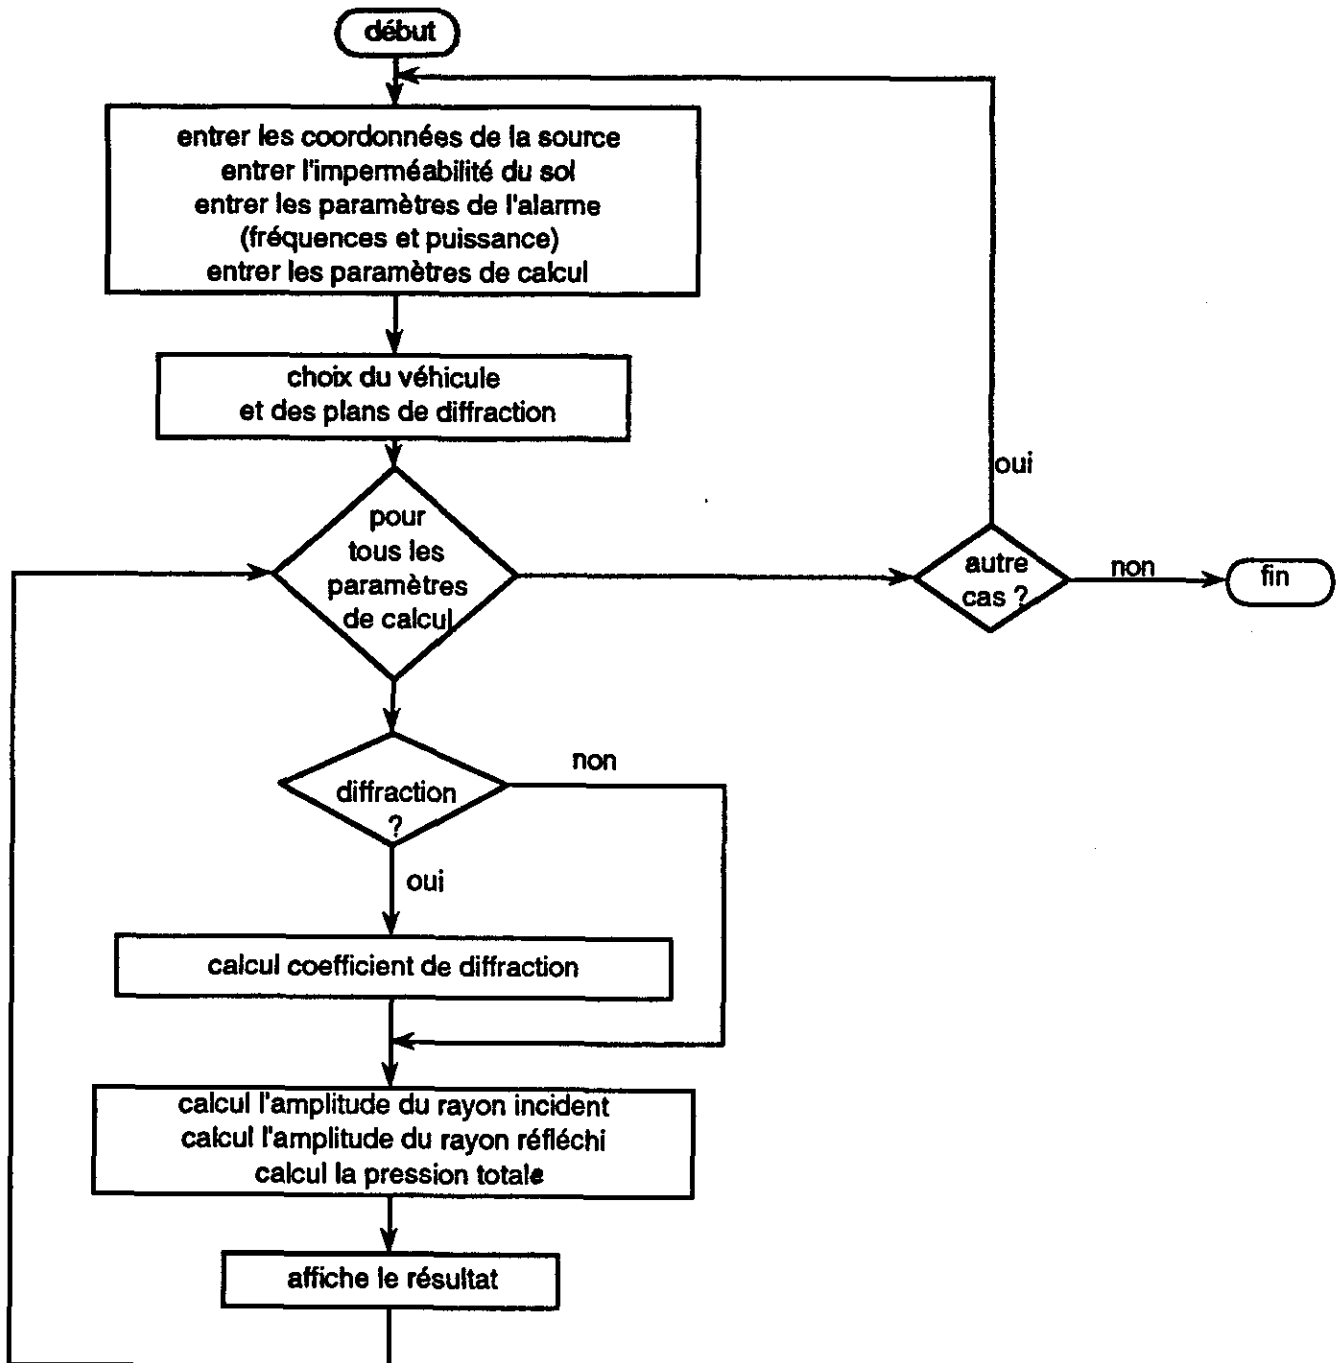 début
entrer les coordonnées de la source
entrer l'imperméabilité du sol
entrer les paramètres de l'alarme
(fréquences et puissance)
entrer les paramètres de calcul
choix du véhicule
et des plans de diffraction
oui
pour
tous les
paramètres
de calcul
autre
cas ?
non
fin
diffraction
?
non
oui
calcul coefficient de diffraction
calcul l'amplitude du rayon incident
calcul l'amplitude du rayon réfléchi
calcul la pression totale
affiche le résultat